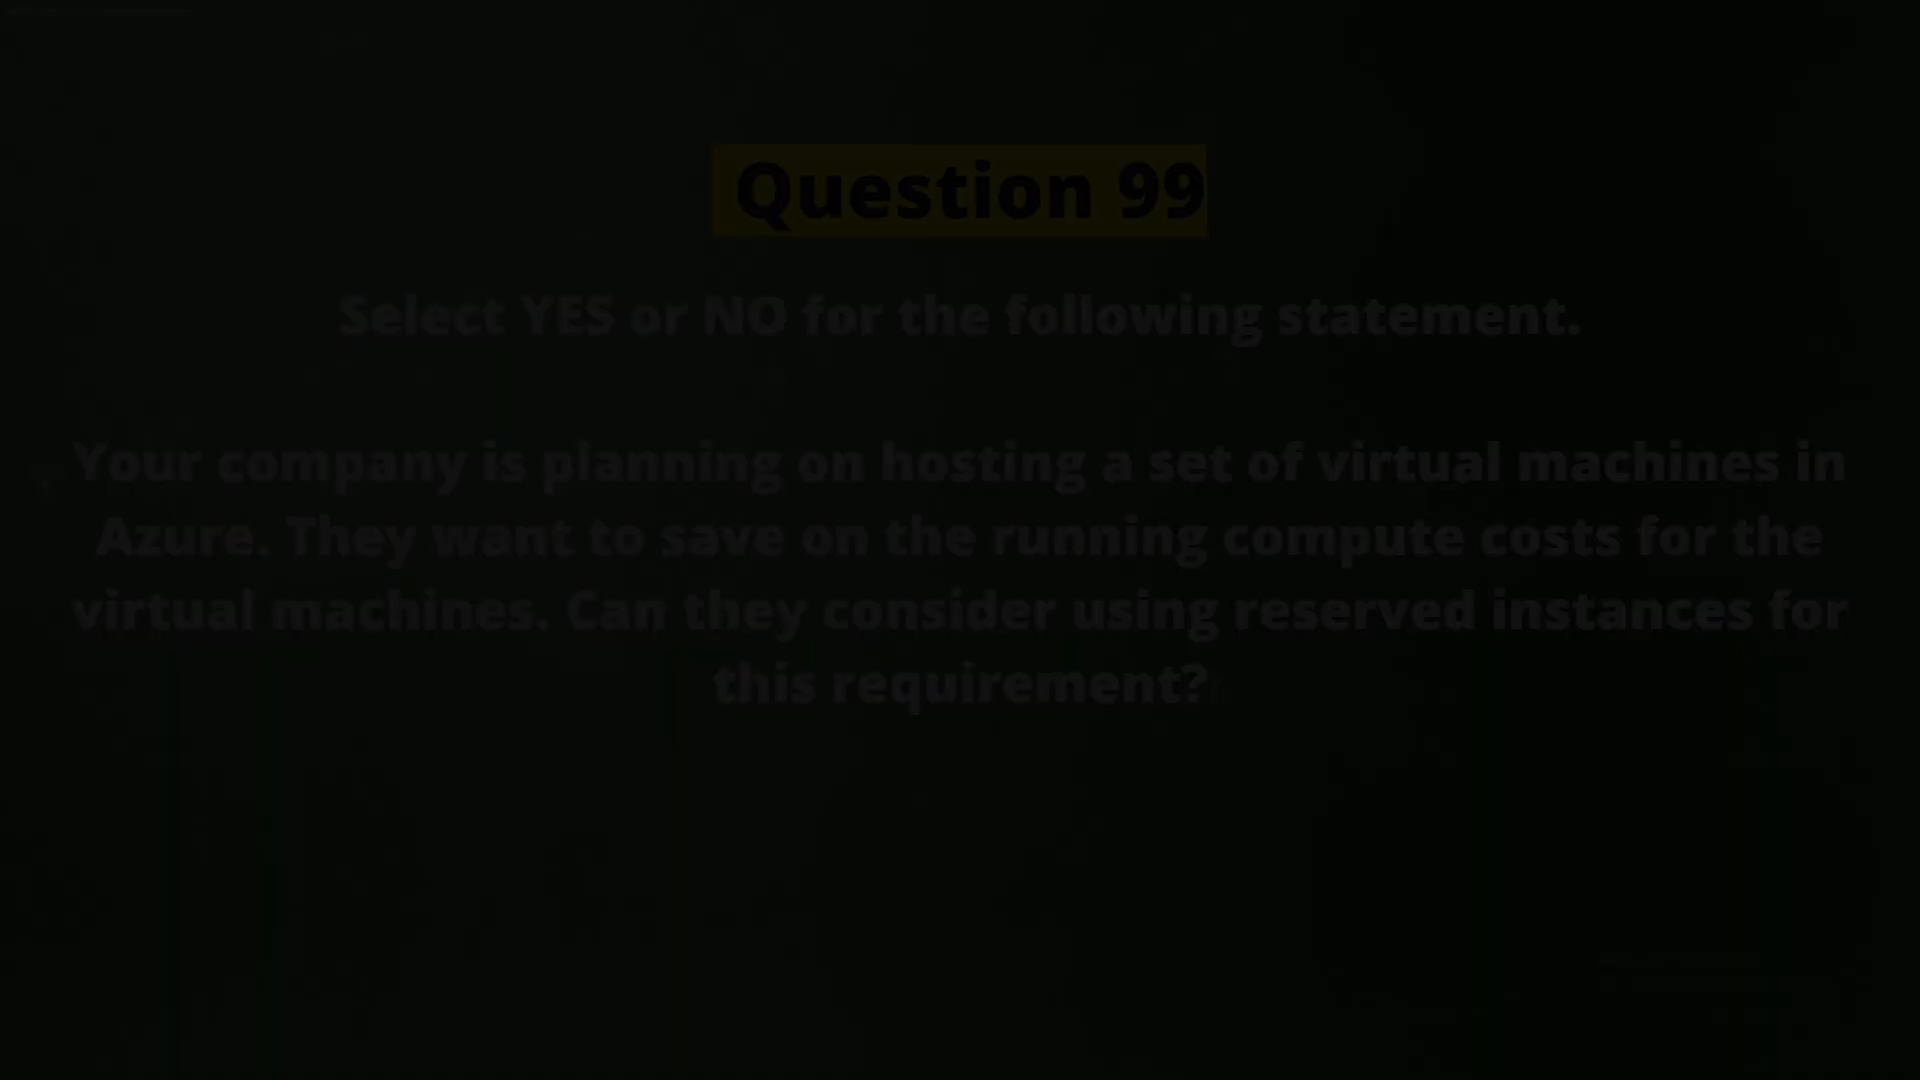 Question 99
Select YES or NO for the following statement.
Your company is planning on hosting a set of virtual machines in
Azure. They want to save on the running compute costs for the
virtual machines. Can they consider using reserved instances for
this requirement?